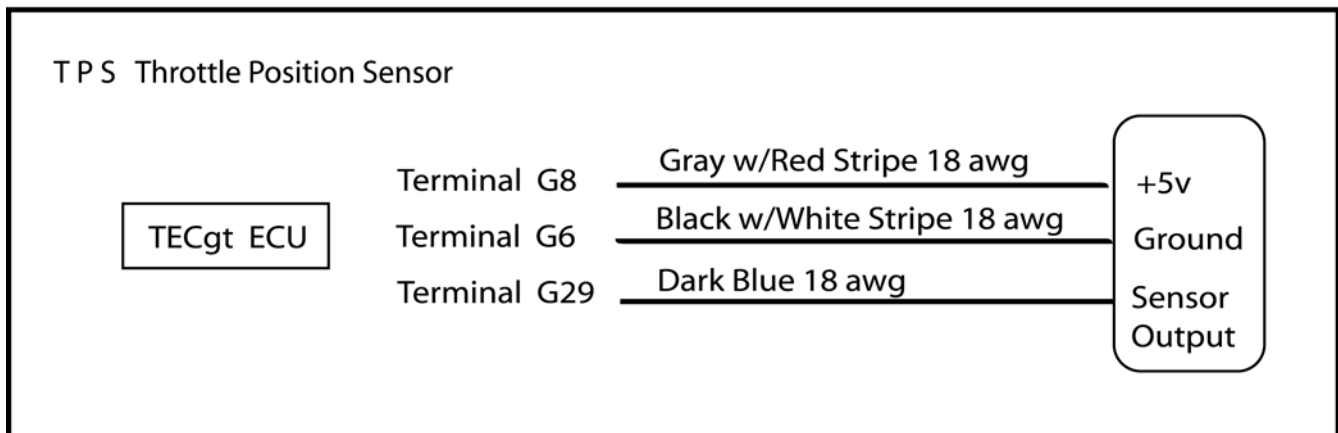 T P S Throttle Position Sensor
Terminal G8 Gray w/Red Stripe 18 awg +5v
TECgt ECU Terminal G6 Black w/White Stripe 18 awg Ground
Terminal G29 Dark Blue 18 awg Sensor
Output